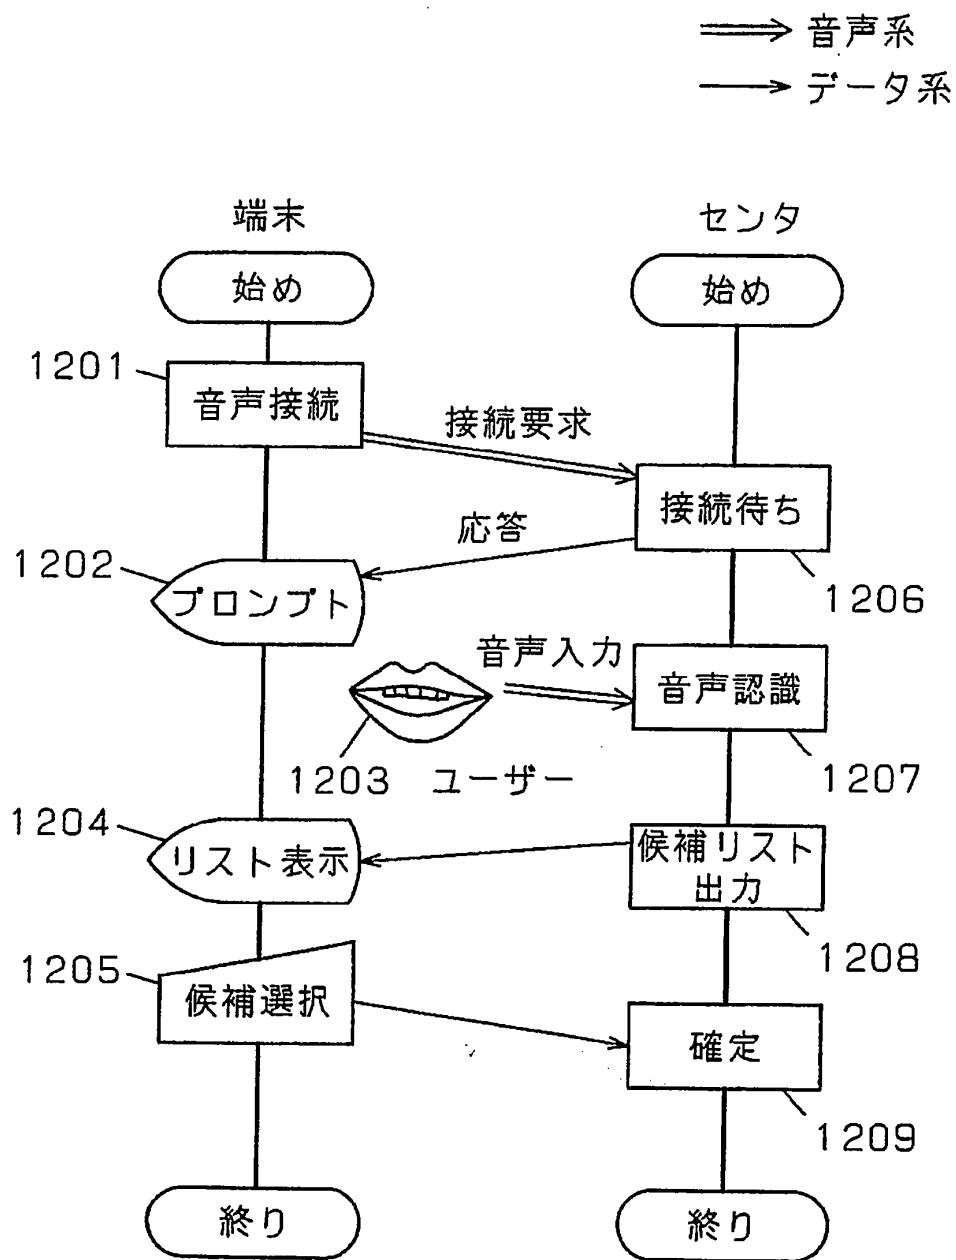 音声系
データ系
端末
センタ
始め
始め
1201
音声接続
接続要求
接続待ち
応答
1202
プロンプト
1206
音声入力
音声認識
1203
ユーザー
1207
1204
リスト表示
候補リスト
出力
1208
1205
候補選択
確定
1209
終り
終り